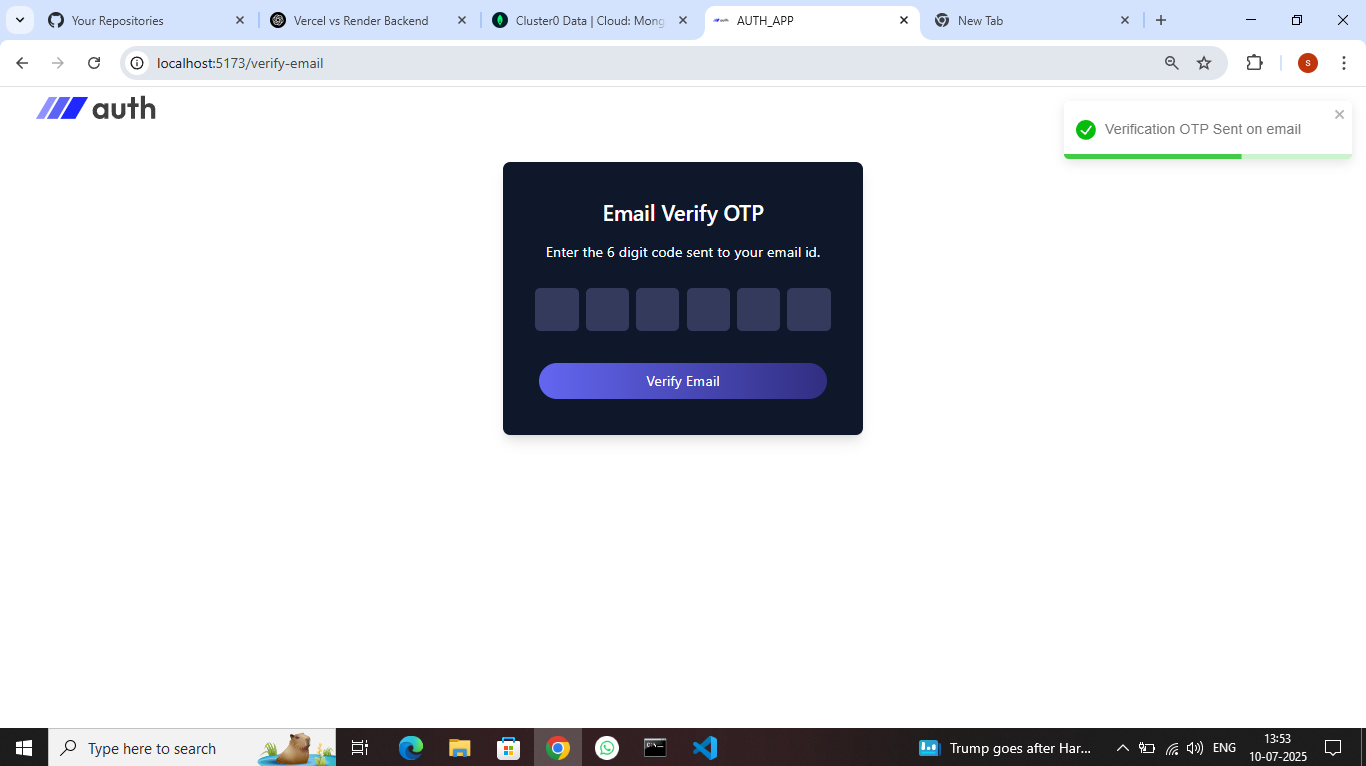 Your Repositories
Vercel vs Render Backend
Cluster0 Data | Cloud: Mong
AUTH_APP
New Tab
localhost:5173/verify-email
s
auth
Verification OTP Sent on email
Email Verify OTP
Enter the 6 digit code sent to your email id.
Verify Email
Type here to search
Trump goes after Har...
ENG
13:53
10-07-2025